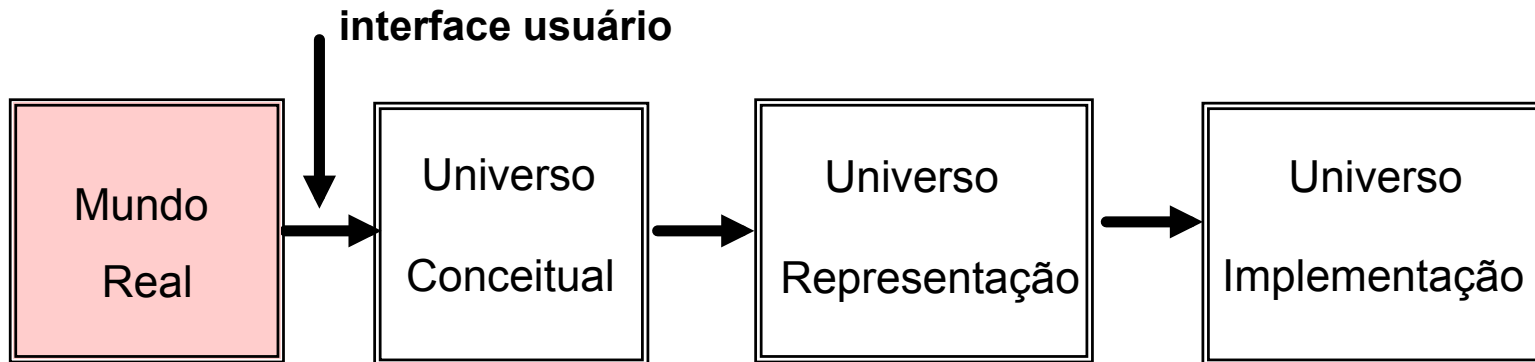 interface usuário
Mundo
Real
Universo
Conceitual
Universo
Representação
Universo
Implementação